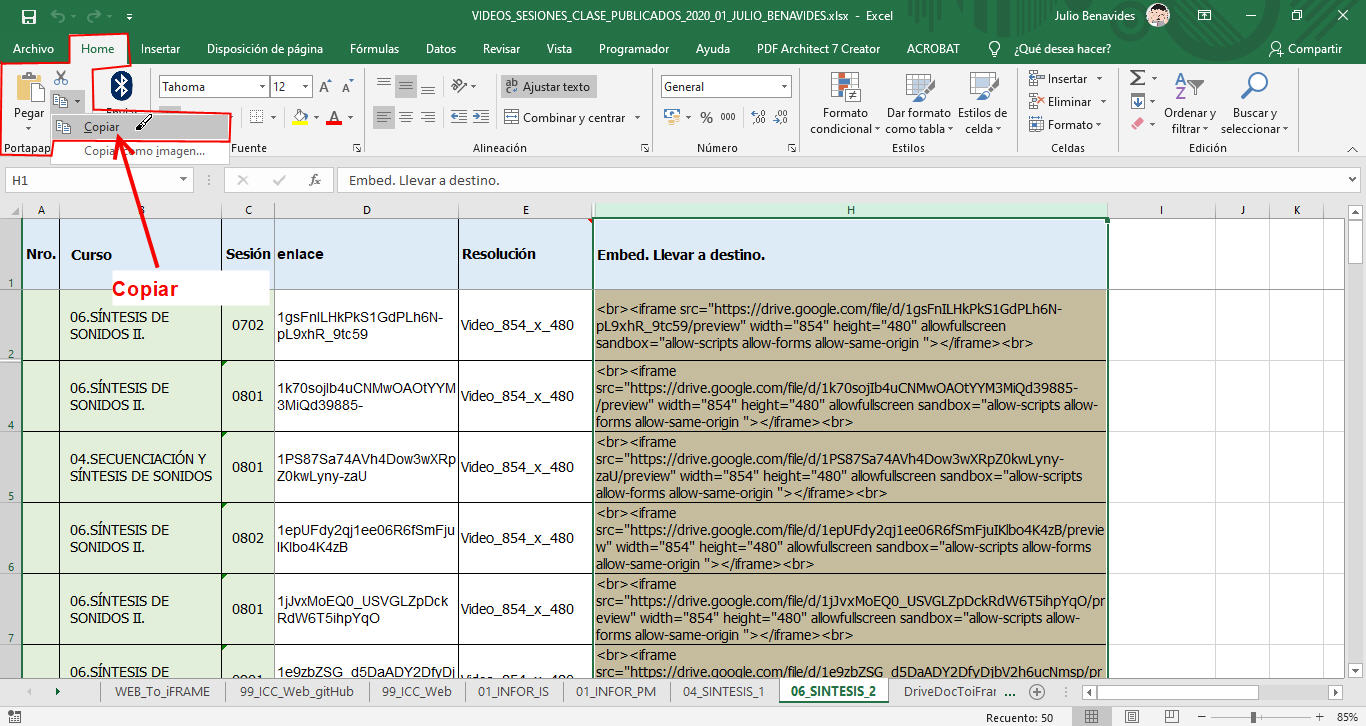 VIDEOS_SESIONES_CLASE_PUBLICADOS_2020_01_JULIO_BENAVIDES.xlsx - Excel
Julio Benavides
Archivo Home Insertar Disposición de página Fórmulas Datos Revisar Vista Programador Ayuda PDF Architect 7 Creator ACROBAT ¿Qué desea hacer? Compartir
Pegar
Tahoma 12
Ajustar texto
Combinar y centrar
General
% 000
Formato condicional
Dar formato como tabla
Estilos de celda
Insertar
Eliminar
Formato
Ordenar y filtrar
Buscar y seleccionar
Copiar
Copiar como imagen...
Portapap
Fuente Alineación Número Estilos Celdas Edición
H1 fx Embed. Llevar a destino.
A B C D E H I J K
1 Nro. Curso Sesión enlace Resolución Embed. Llevar a destino.
Copiar
2
06.SÍNTESIS DE
SONIDOS II.
0702
1gsFnILHkPkS1GdPLh6N-
pL9xhR_9tc59
Video_854_x_480
<br><iframe src="https://drive.google.com/file/d/1gsFnILHkPkS1GdPLh6N-
pL9xhR_9tc59/preview" width="854" height="480" allowfullscreen
sandbox="allow-scripts allow-forms allow-same-origin "></iframe><br>
4
06.SÍNTESIS DE
SONIDOS II.
0801
1k70sojIb4uCNMwOAOtYYM
3MiQd39885-
Video_854_x_480
<br><iframe
src="https://drive.google.com/file/d/1k70sojIb4uCNMwOAOtYYM3MiQd39885-
/preview" width="854" height="480" allowfullscreen sandbox="allow-scripts allow-
forms allow-same-origin "></iframe><br>
5
04.SECUENCIACIÓN Y
SÍNTESIS DE SONIDOS
0801
1PS87Sa74AVh4Dow3wXRp
Z0kwLyny-zaU
Video_854_x_480
<br><iframe
src="https://drive.google.com/file/d/1PS87Sa74AVh4Dow3wXRpZ0kwLyny-
zaU/preview" width="854" height="480" allowfullscreen sandbox="allow-scripts
allow-forms allow-same-origin "></iframe><br>
6
06.SÍNTESIS DE
SONIDOS II.
0802
1epUFdy2qj1ee06R6fSmFju
IKlbo4K4zB
Video_854_x_480
<br><iframe
src="https://drive.google.com/file/d/1epUFdy2qj1ee06R6fSmFjuIKlbo4K4zB/previe
w" width="854" height="480" allowfullscreen sandbox="allow-scripts allow-forms
allow-same-origin "></iframe><br>
7
06.SÍNTESIS DE
SONIDOS II.
0801
1jJvxMoEQ0_USVGLZpDck
RdW6T5ihpYqO
Video_854_x_480
<br><iframe
src="https://drive.google.com/file/d/1jJvxMoEQ0_USVGLZpDckRdW6T5ihpYqO/pr
eview" width="854" height="480" allowfullscreen sandbox="allow-scripts allow-
forms allow-same-origin "></iframe><br>
06.SÍNTESIS DE
1e9zbZSG_d5DaADY2DfyDj
<br><iframe
src="https://drive.google.com/file/d/1e9zbZSG_d5DaADY2DfyDjbV2h6ucNmsp/pr
WEB_To_iFRAME 99_ICC_Web_gitHub 99_ICC_Web 01_INFOR_IS 01_INFOR_PM 04_SINTESIS_1 06_SINTESIS_2 DriveDocToiFrar ...
Recuento: 50 85%